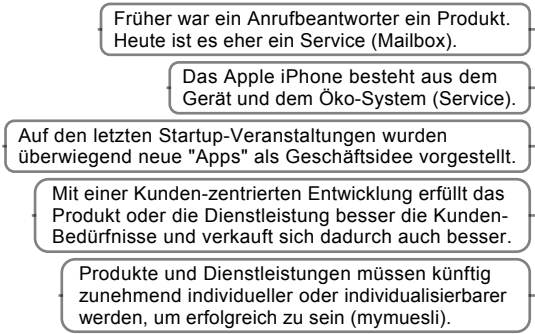 Früher war ein Anrufbeantworter ein Produkt.
Heute ist es eher ein Service (Mailbox).
Das Apple iPhone besteht aus dem
Gerät und dem Öko-System (Service).
Auf den letzten Startup-Veranstaltungen wurden
überwiegend neue "Apps" als Geschäftsidee vorgestellt.
Mit einer Kunden-zentrierten Entwicklung erfüllt das
Produkt oder die Dienstleistung besser die Kunden-
Bedürfnisse und verkauft sich dadurch auch besser.
Produkte und Dienstleistungen müssen künftig
zunehmend individueller oder individualisierbarer
werden, um erfolgreich zu sein (mymuesli).